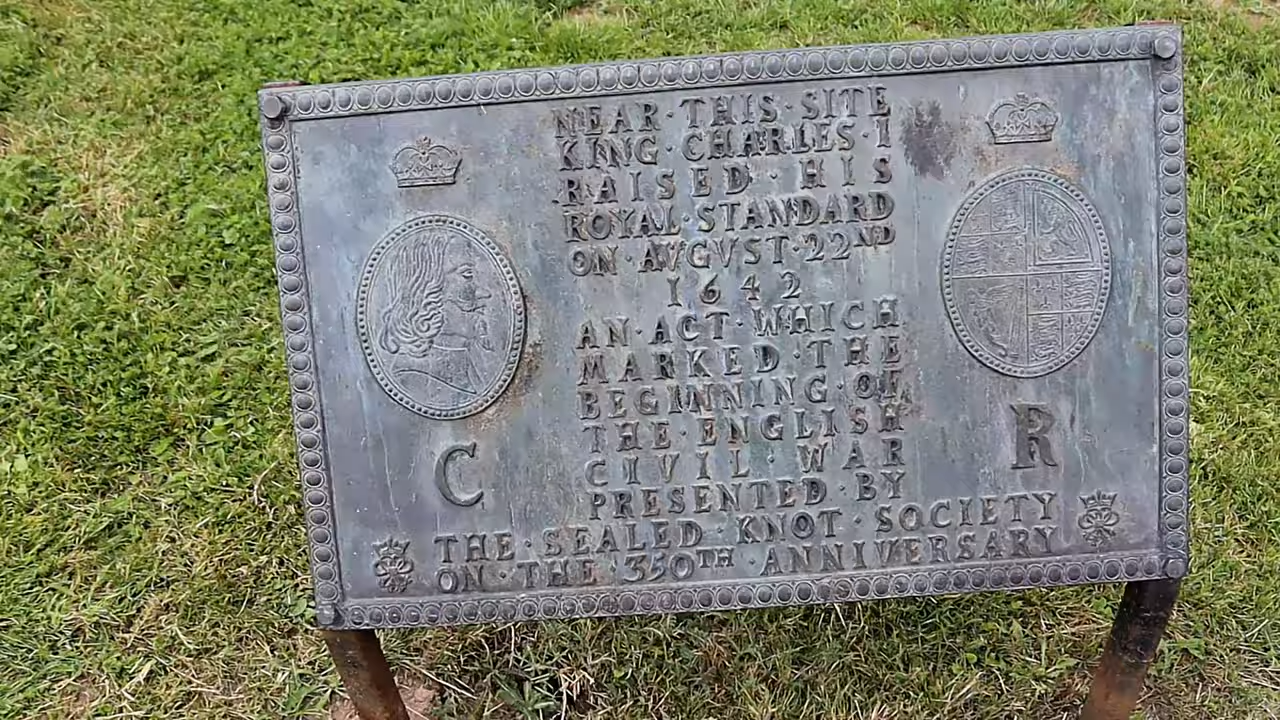 NEAR·THIS·SITE
KING·CHARLES·I
RAISED·HIS
ROYAL·STANDARD
ON·AVGVST·22ND
1642
AN·ACT·WHICH
MARKED·THE
BEGINNING·OF
THE·ENGLISH
CIVIL·WAR
PRESENTED·BY
THE·SEALED·KNOT·SOCIETY
ON·THE·350TH·ANNIVERSARY
C R